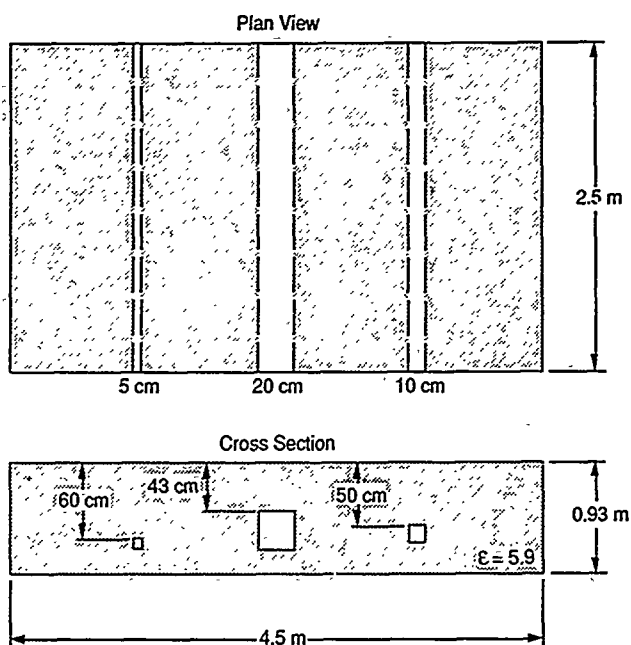 Plan View
2.5 m
5 cm
20 cm
10 cm
Cross Section
60 cm
43 cm
50 cm
0.93 m
ε = 5.9
4.5 m